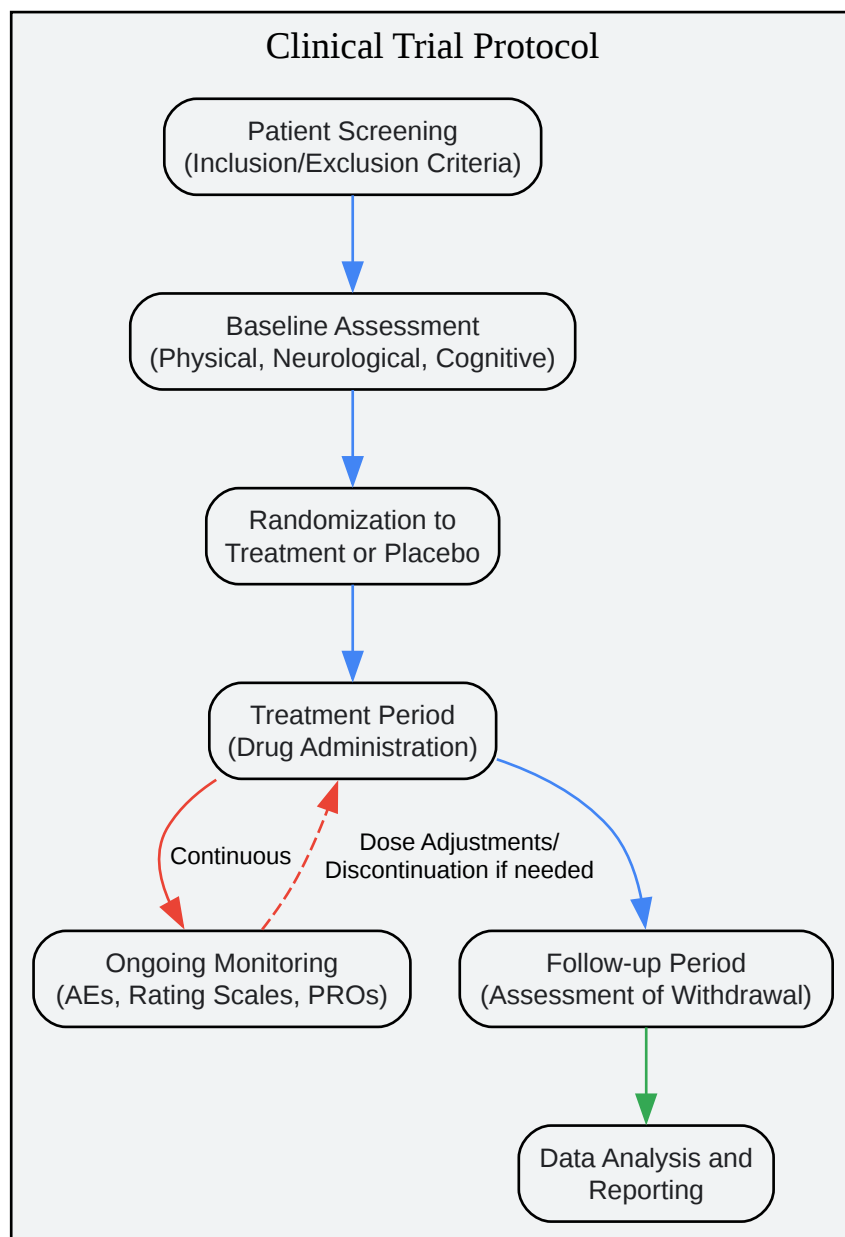 Clinical Trial Protocol
Patient Screening
(Inclusion/Exclusion Criteria)
Baseline Assessment
(Physical, Neurological, Cognitive)
Randomization to
Treatment or Placebo
Treatment Period
(Drug Administration)
Continuous
Dose Adjustments/
Discontinuation if needed
Ongoing Monitoring
(AEs, Rating Scales, PROs)
Follow-up Period
(Assessment of Withdrawal)
Data Analysis and
Reporting